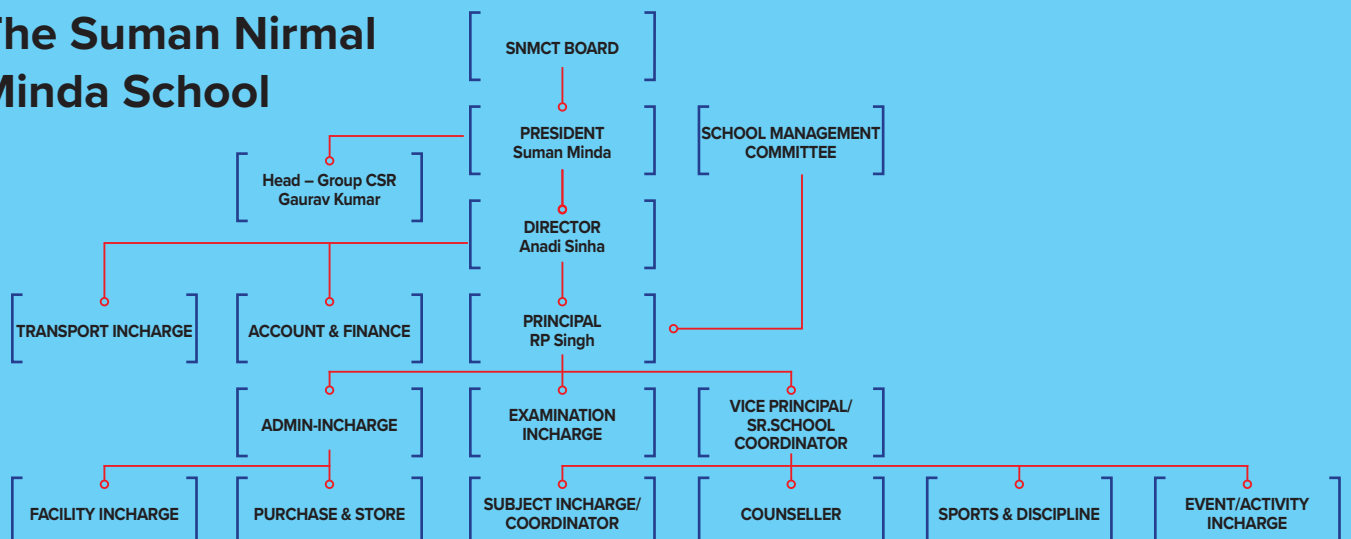 The Suman Nirmal
Minda School
SNMCT BOARD
PRESIDENT
Suman Minda
SCHOOL MANAGEMENT
COMMITTEE
Head – Group CSR
Gaurav Kumar
DIRECTOR
Anadi Sinha
TRANSPORT INCHARGE
ACCOUNT & FINANCE
PRINCIPAL
RP Singh
ADMIN-INCHARGE
EXAMINATION
INCHARGE
VICE PRINCIPAL/
SR.SCHOOL
COORDINATOR
FACILITY INCHARGE
PURCHASE & STORE
SUBJECT INCHARGE/
COORDINATOR
COUNSELLER
SPORTS & DISCIPLINE
EVENT/ACTIVITY
INCHARGE